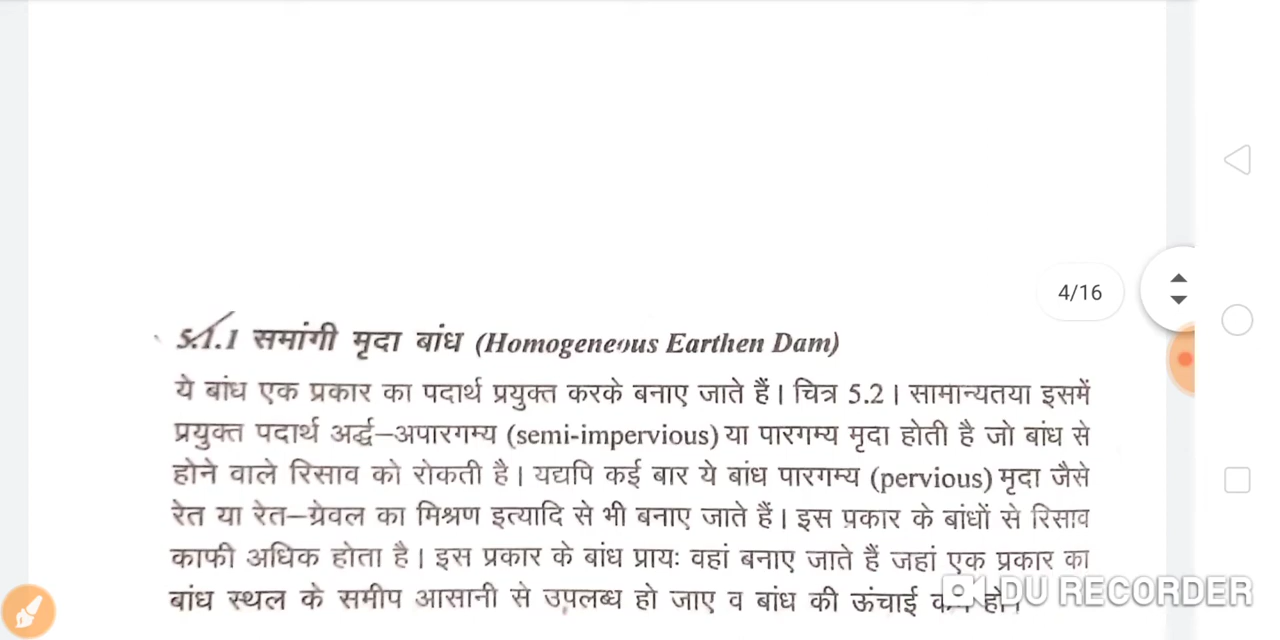 4/16
5.1.1 समांगी मृदा बांध (Homogeneous Earthen Dam)
ये बांध एक प्रकार का पदार्थ प्रयुक्त करके बनाए जाते हैं। चित्र 5.2। सामान्यतया इसमें
प्रयुक्त पदार्थ अर्द्ध–अपारगम्य (semi-impervious) या पारगम्य मृदा होती है जो बांध से
होने वाले रिसाव को रोकती है। यद्यपि कई बार ये बांध पारगम्य (pervious) मृदा जैसे
रेत या रेत–ग्रेवल का मिश्रण इत्यादि से भी बनाए जाते हैं। इस प्रकार के बांधों से रिसाव
काफी अधिक होता है। इस प्रकार के बांध प्रायः वहां बनाए जाते हैं जहां एक प्रकार का
बांध स्थल के समीप आसानी से उपलब्ध हो जाए व बांध की ऊंचाई हो।
DU RECORDER